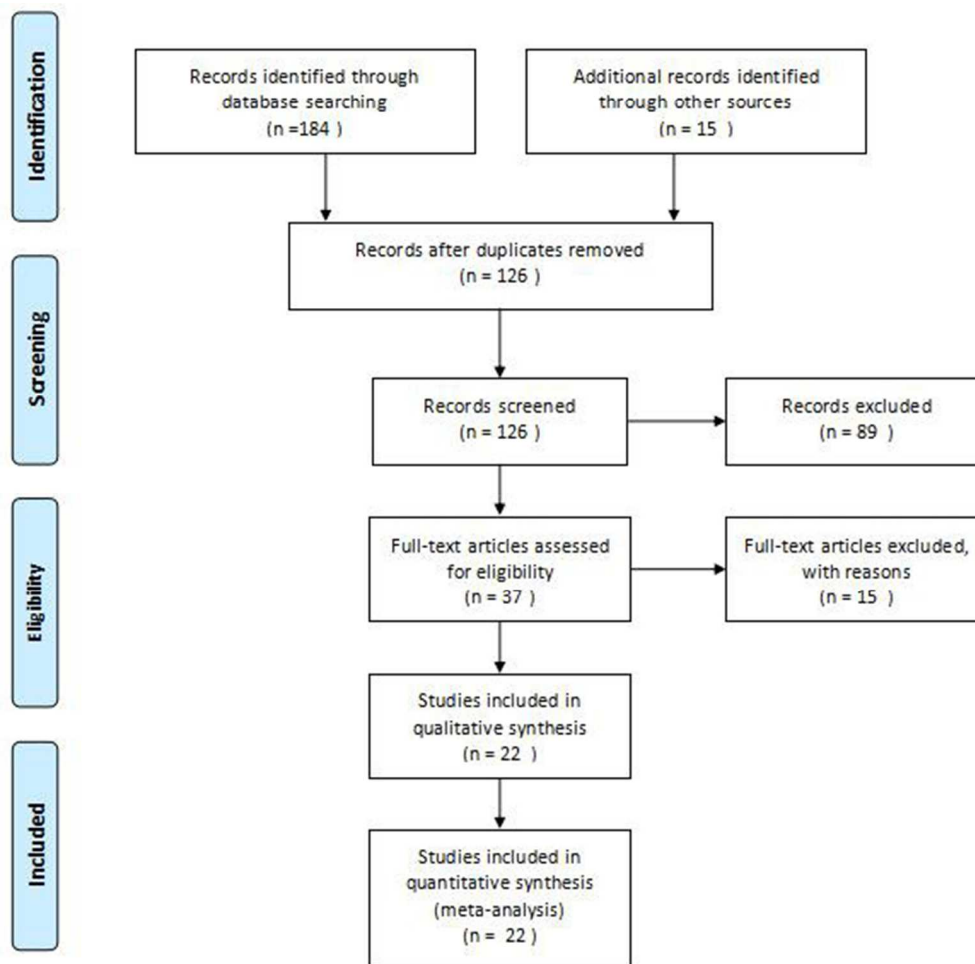 Identification
Records identified through
database searching
(n =184 )
Additional records identified
through other sources
(n = 15 )
Records after duplicates removed
(n = 126 )
Screening
Records screened
(n = 126 )
Records excluded
(n = 89 )
Eligibility
Full-text articles assessed
for eligibility
(n = 37 )
Full-text articles excluded,
with reasons
(n = 15 )
Studies included in
qualitative synthesis
(n = 22 )
Included
Studies included in
quantitative synthesis
(meta-analysis)
(n = 22 )